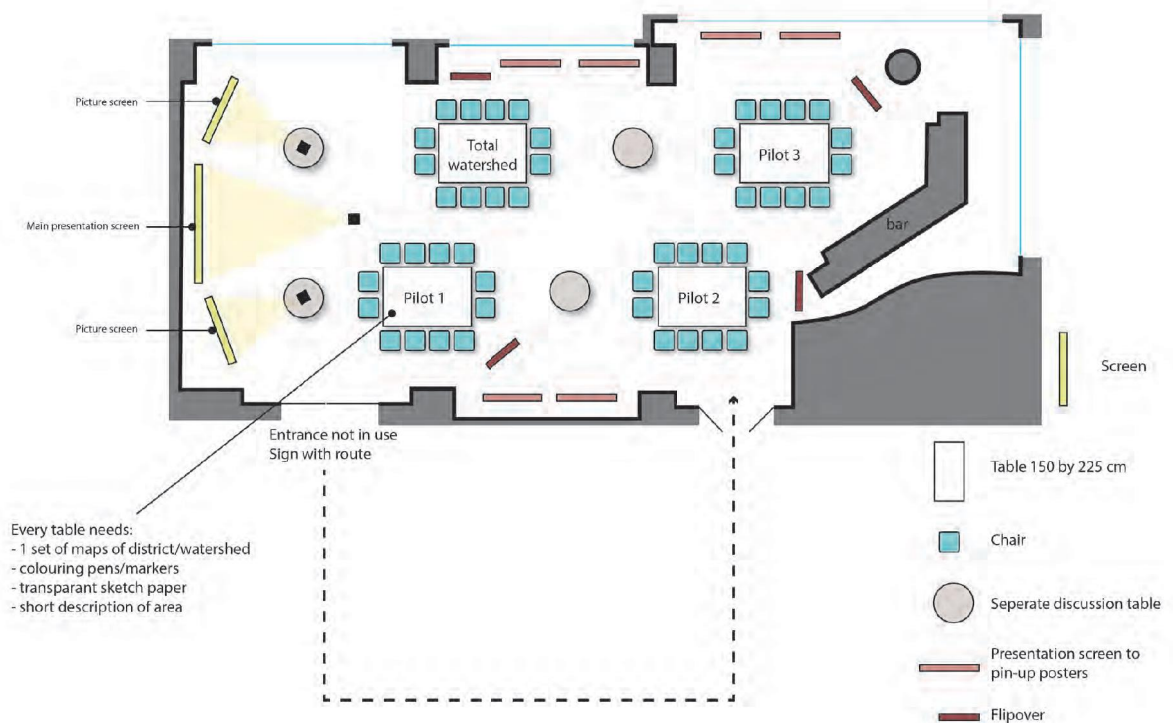 Picture screen
Main presentation screen
Picture screen
Total
watershed
Pilot 3
Pilot 1
Pilot 2
bar
Entrance not in use
Sign with route
Every table needs:
- 1 set of maps of district/watershed
- colouring pens/markers
- transparant sketch paper
- short description of area
Screen
Table 150 by 225 cm
Chair
Seperate discussion table
Presentation screen to
pin-up posters
Flipover